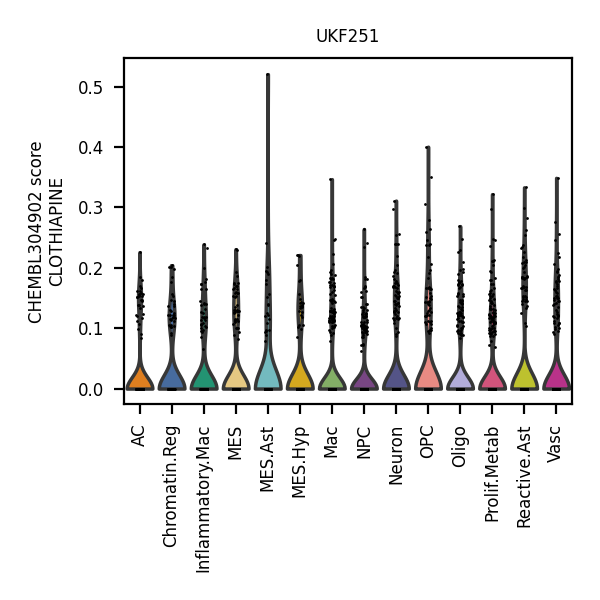 UKF251
CHEMBL304902 score
CLOTHIAPINE
0.5
0.4
0.3
0.2
0.1
0.0
AC
Chromatin.Reg
Inflammatory.Mac
MES
MES.Ast
MES.Hyp
Mac
NPC
Neuron
OPC
Oligo
Prolif.Metab
Reactive.Ast
Vasc